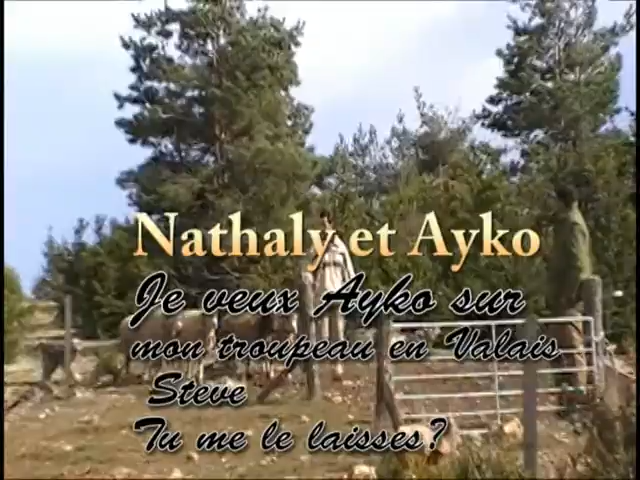 Nathaly et Ayko
Je veux Ayko sur
mon troupeau en Valais
Steve
Tu me le laisses?